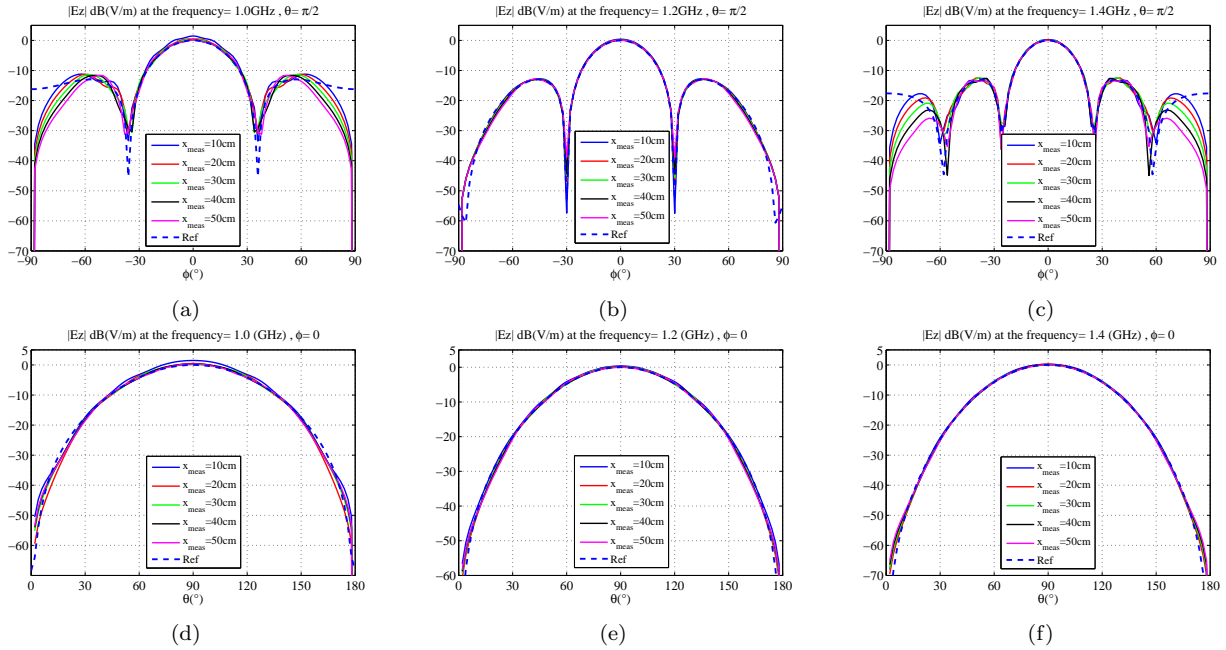 |Ez| dB(V/m) at the frequency= 1.0GHz , θ= π/2
0
−10
−20
−30
−40
−50
−60
−70
x_meas=10cm
x_meas=20cm
x_meas=30cm
x_meas=40cm
x_meas=50cm
Ref
−90 −60 −30 0 30 60 90
ϕ(°)
(a)
|Ez| dB(V/m) at the frequency= 1.2GHz , θ= π/2
0
−10
−20
−30
−40
−50
−60
−70
x_meas=10cm
x_meas=20cm
x_meas=30cm
x_meas=40cm
x_meas=50cm
Ref
−90 60 −30 0 30 60 90
ϕ(°)
(b)
|Ez| dB(V/m) at the frequency= 1.4GHz , θ= π/2
0
−10
−20
−30
−40
−50
−60
−70
x_meas=10cm
x_meas=20cm
x_meas=30cm
x_meas=40cm
x_meas=50cm
Ref
−90 −60 −30 0 30 60 90
ϕ(°)
(c)
|Ez| dB(V/m) at the frequency= 1.0 (GHz) , ϕ= 0
5
0
−10
−20
−30
−40
−50
−60
x_meas=10cm
x_meas=20cm
x_meas=30cm
x_meas=40cm
x_meas=50cm
Ref
0 30 60 90 120 150 180
θ(°)
(d)
|Ez| dB(V/m) at the frequency= 1.2 (GHz) , ϕ= 0
5
0
−10
−20
−30
−40
−50
−60
x_meas=10cm
x_meas=20cm
x_meas=30cm
x_meas=40cm
x_meas=50cm
Ref
0 30 60 90 120 150 180
θ(°)
(e)
|Ez| dB(V/m) at the frequency= 1.4 (GHz) , ϕ= 0
5
0
−10
−20
−30
−40
−50
−60
−70
x_meas=10cm
x_meas=20cm
x_meas=30cm
x_meas=40cm
x_meas=50cm
Ref
0 30 60 90 120 150 180
θ(°)
(f)